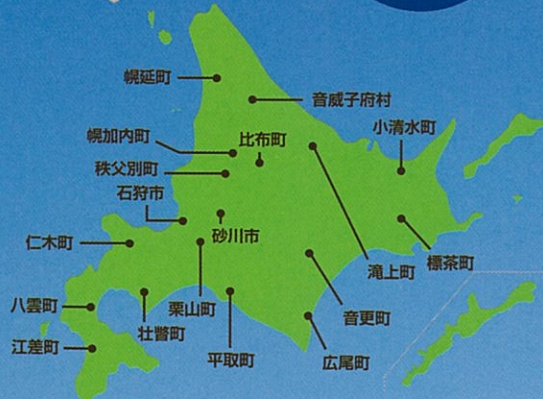 幌延町
音威子府村
小清水町
幌加内町
比布町
秩父別町
石狩市
砂川市
仁木町
滝上町
標茶町
八雲町
栗山町
音更町
壮瞥町
江差町
平取町
広尾町